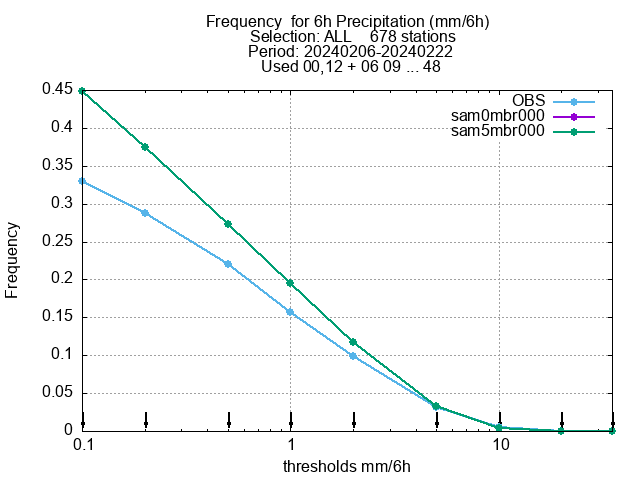 Frequency  for 6h Precipitation (mm/6h)
Selection: ALL    678 stations
Period: 20240206-20240222
Used 00,12 + 06 09 ... 48
OBS
sam0mbr000
sam5mbr000
0.45
0.4
0.35
0.3
0.25
0.2
0.15
0.1
0.05
0
Frequency
0.1 1 10
thresholds mm/6h